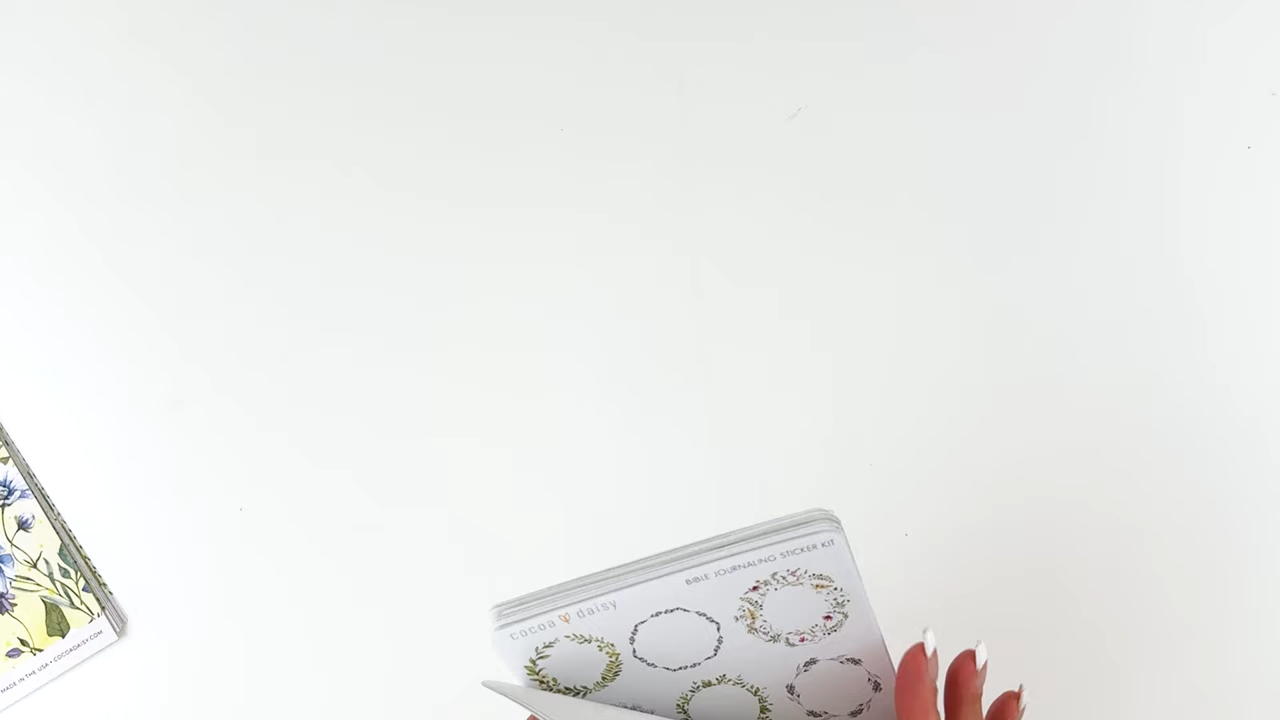 BIBLE JOURNALING STICKER KIT
cocoa daisy
MADE IN THE USA • COCOADAISY.COM